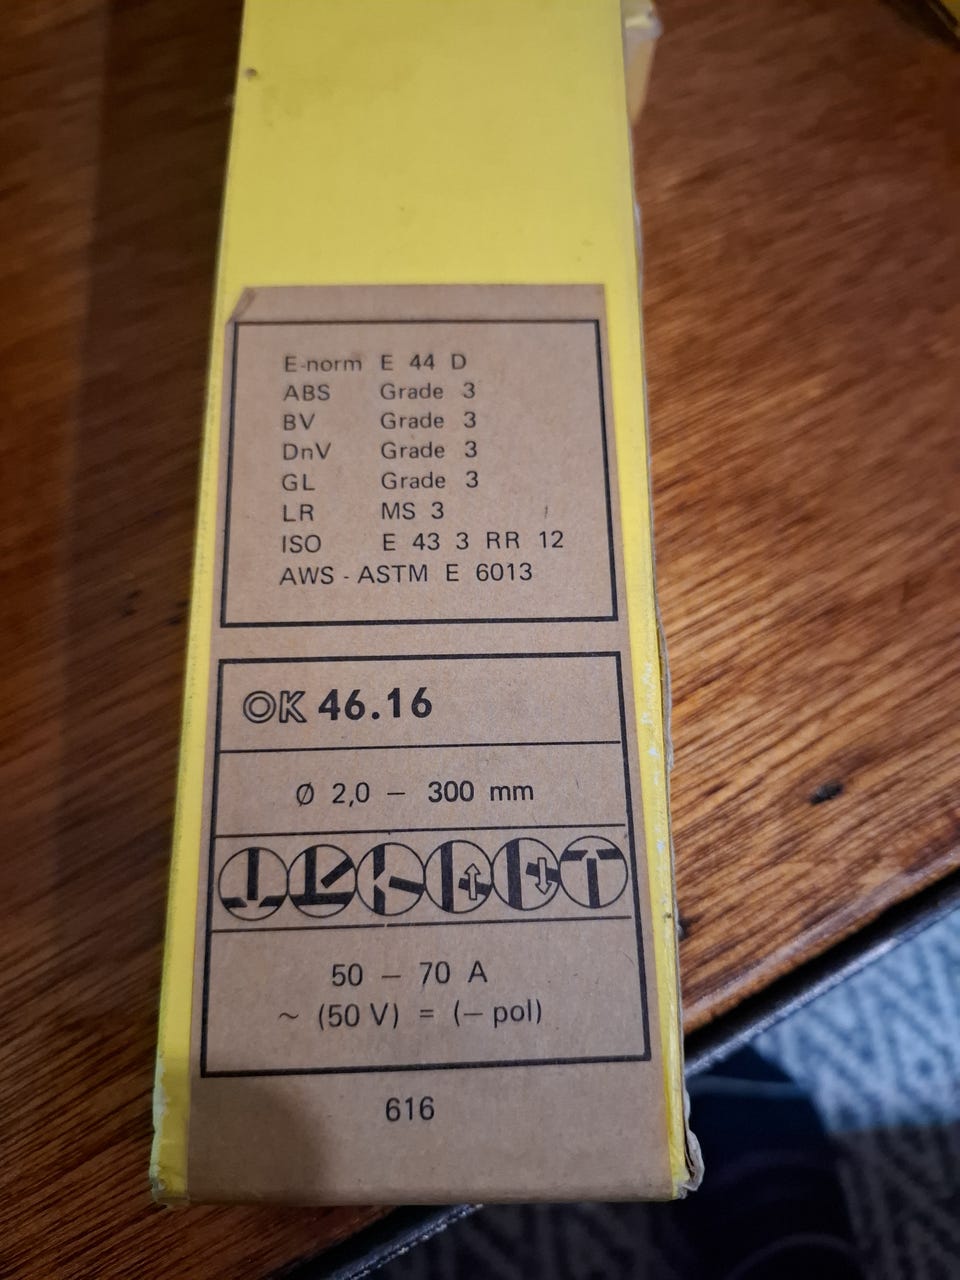 E-norm E 44 D
ABS Grade 3
BV Grade 3
DnV Grade 3
GL Grade 3
LR MS 3
ISO E 43 3 RR 12
AWS - ASTM E 6013
OK 46.16
Ø 2,0 — 300 mm
50 — 70 A
~ (50 V) = (— pol)
616